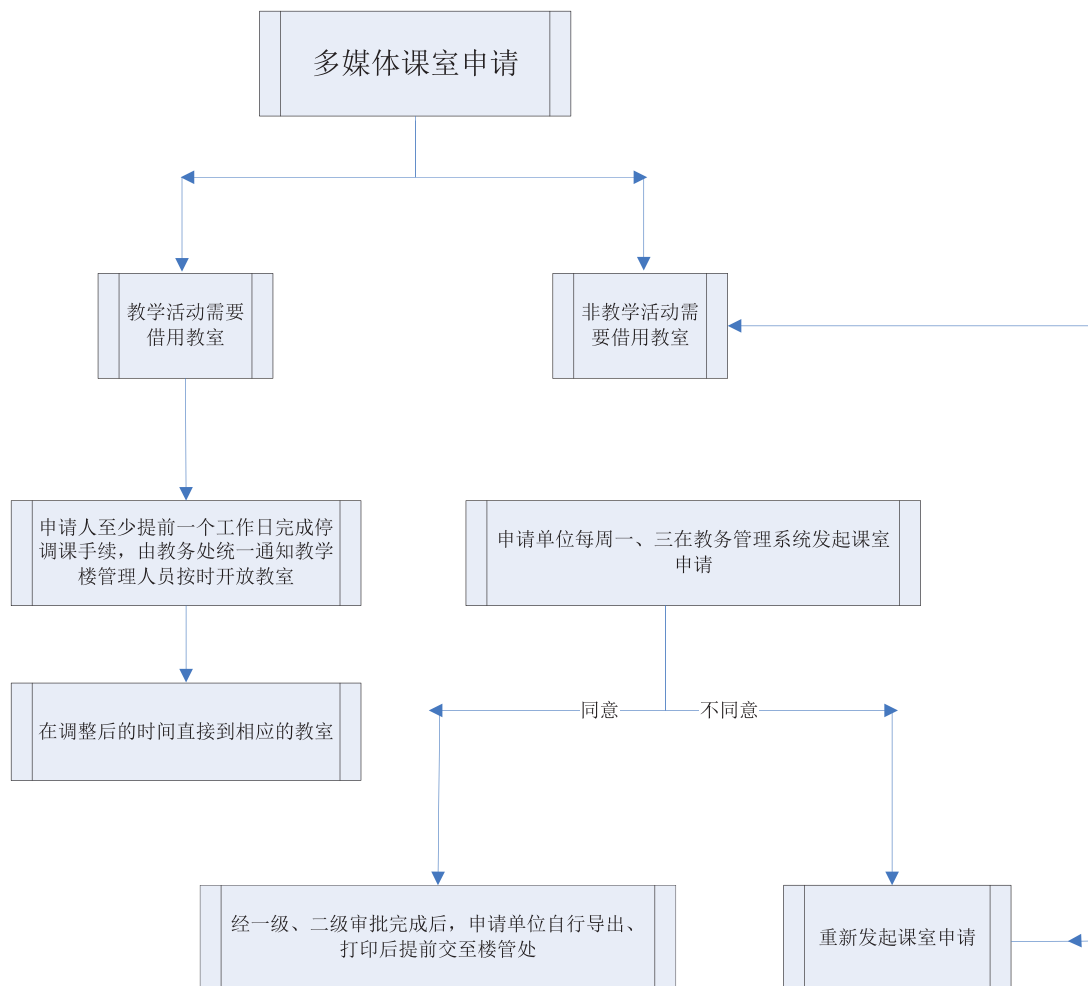 多媒体课室申请
教学活动需要
借用教室
非教学活动需
要借用教室
申请人至少提前一个工作日完成停
调课手续，由教务处统一通知教学
楼管理人员按时开放教室
申请单位每周一、三在教务管理系统发起课室
申请
在调整后的时间直接到相应的教室
同意
不同意
经一级、二级审批完成后，申请单位自行导出、
打印后提前交至楼管处
重新发起课室申请